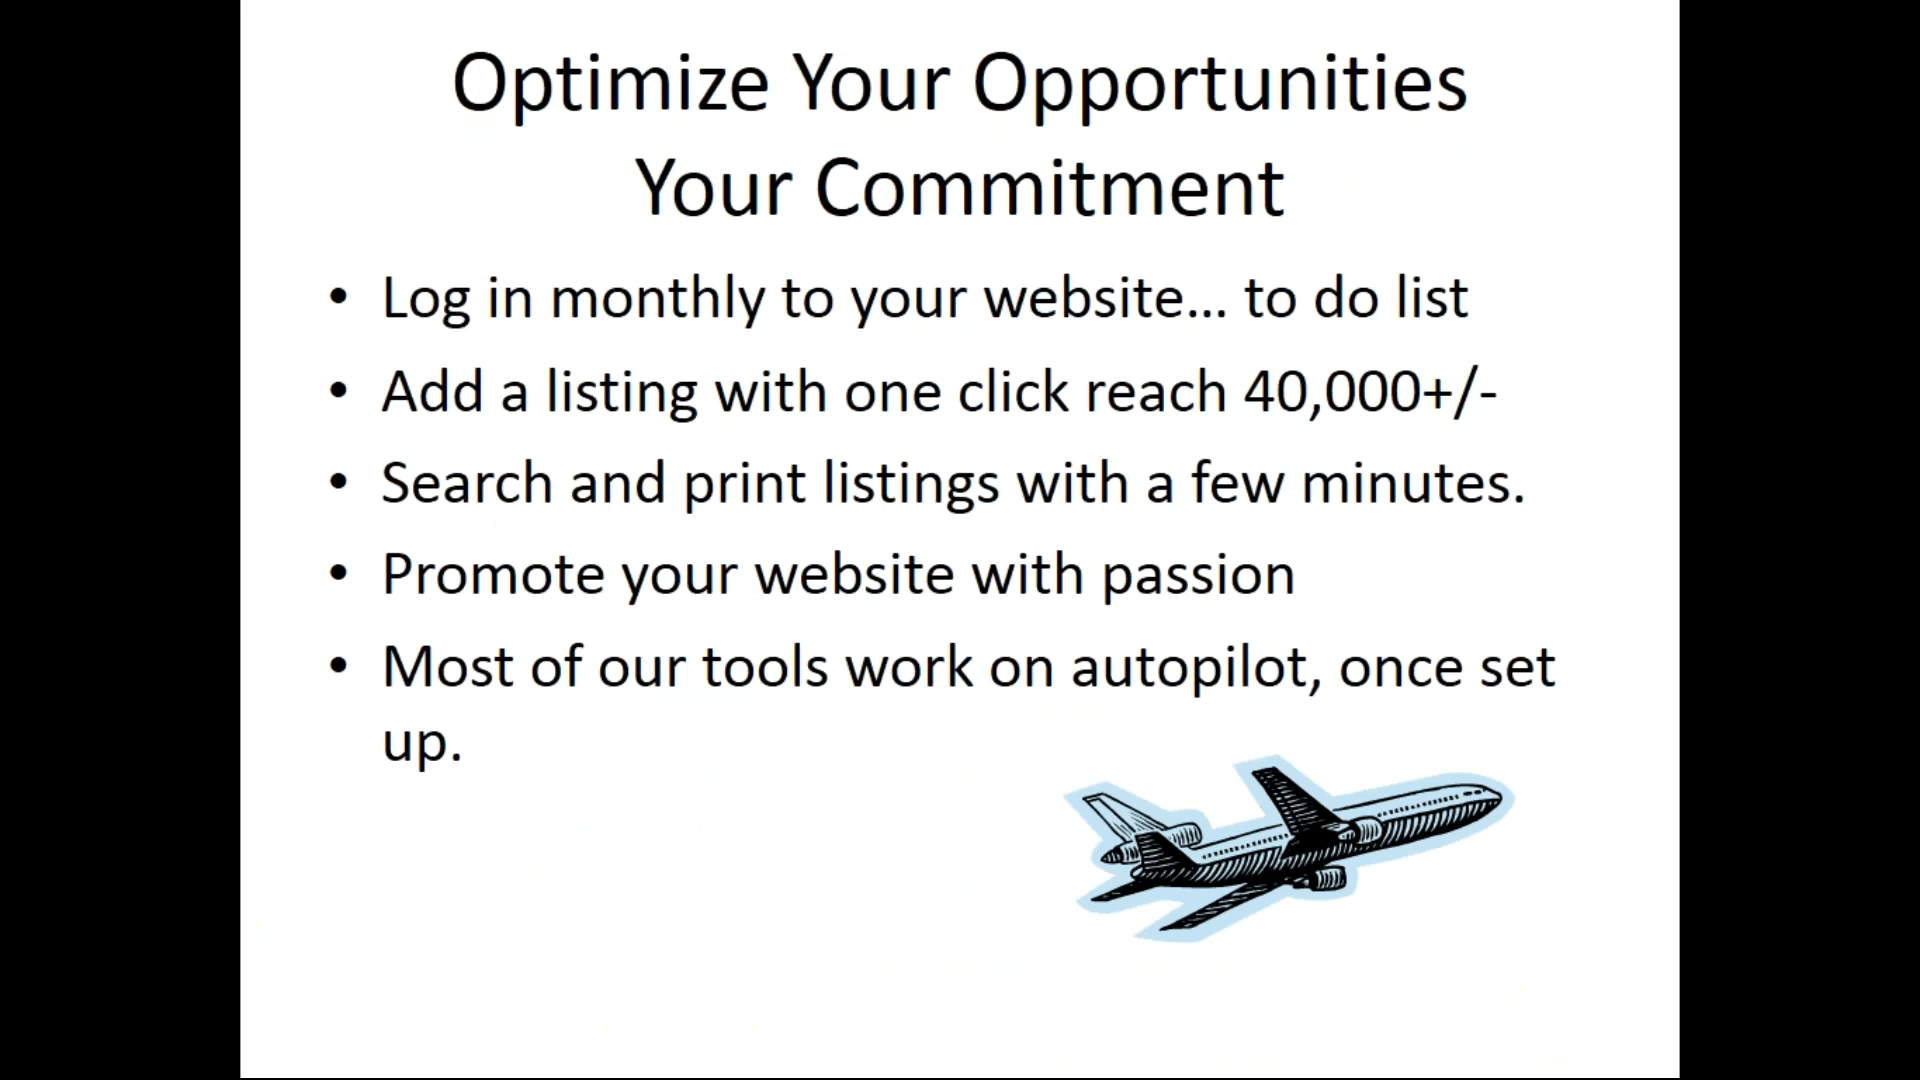 Optimize Your Opportunities
Your Commitment
• Log in monthly to your website... to do list
• Add a listing with one click reach 40,000+/-
• Search and print listings with a few minutes.
• Promote your website with passion
• Most of our tools work on autopilot, once set
up.